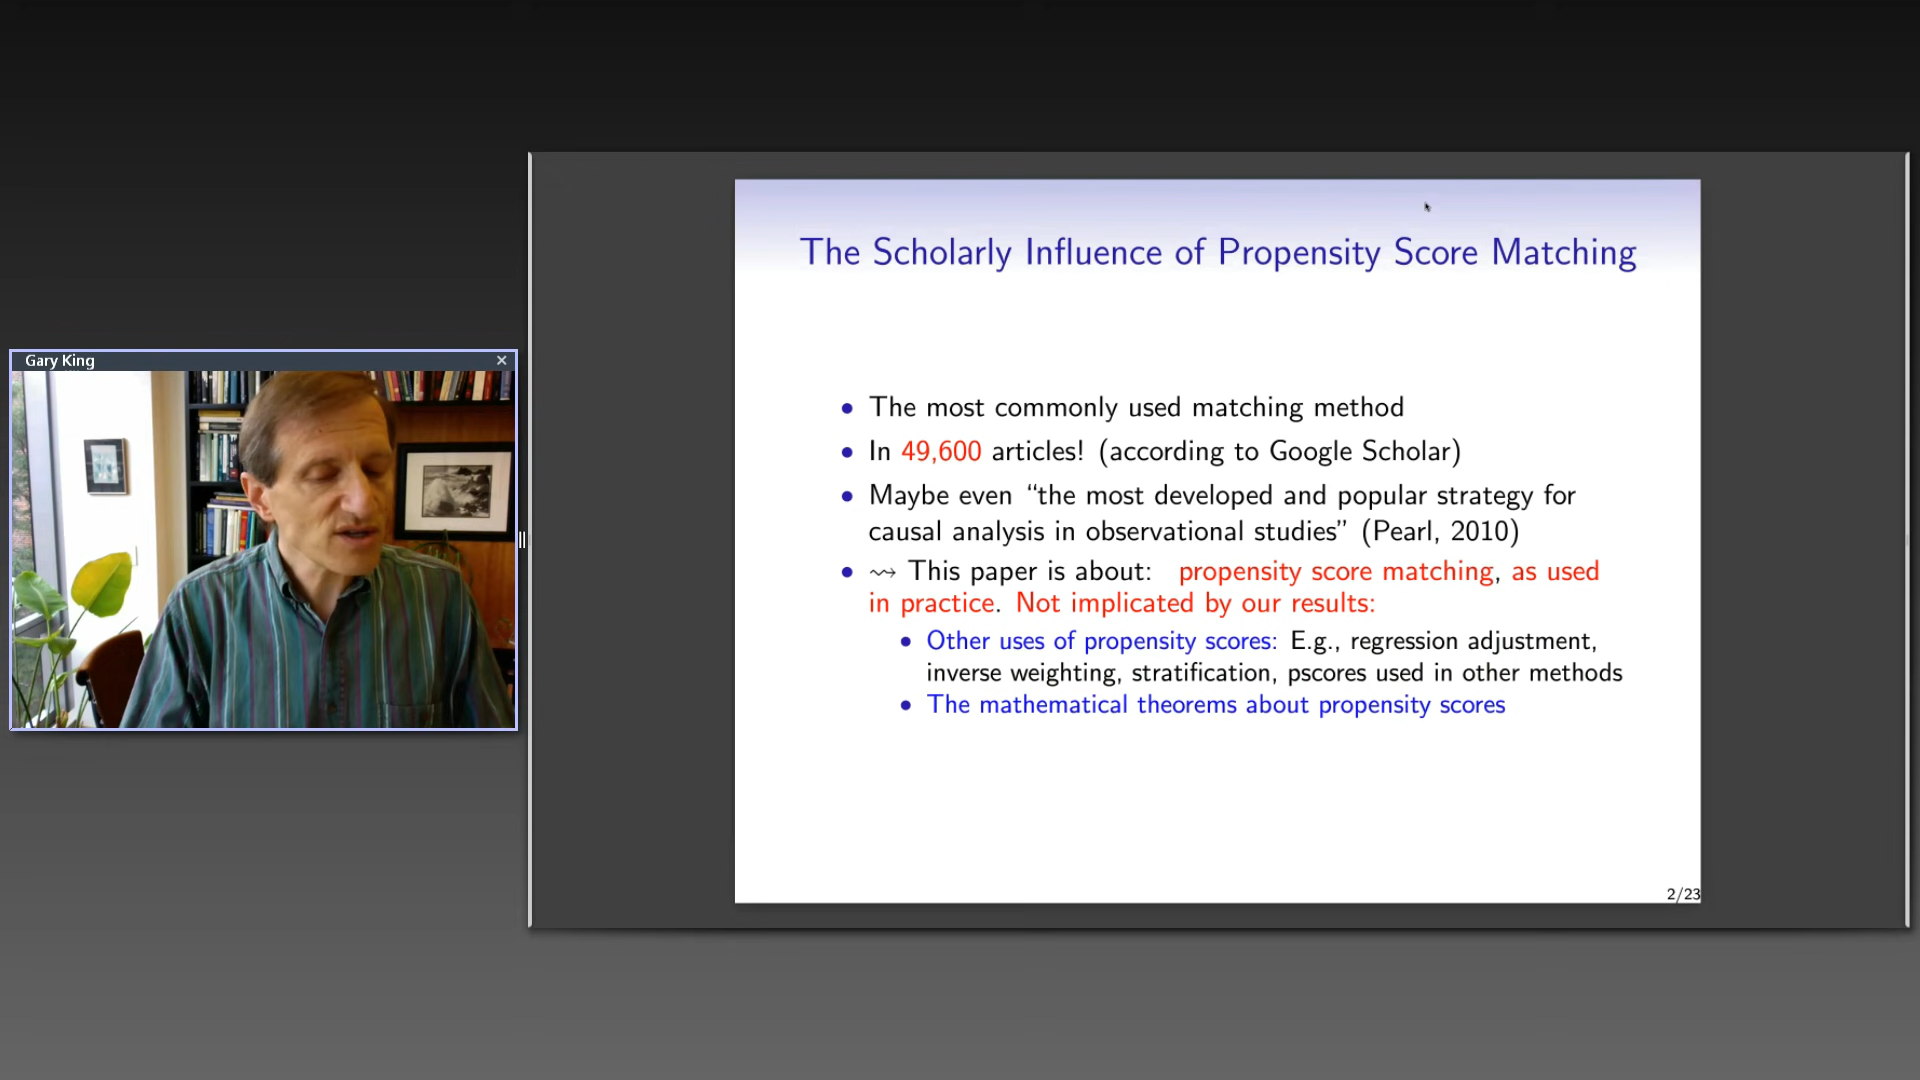 Gary King
The Scholarly Influence of Propensity Score Matching
• The most commonly used matching method
• In 49,600 articles! (according to Google Scholar)
• Maybe even “the most developed and popular strategy for
causal analysis in observational studies” (Pearl, 2010)
• ⇝ This paper is about: propensity score matching, as used
in practice. Not implicated by our results:
• Other uses of propensity scores: E.g., regression adjustment,
inverse weighting, stratification, pscores used in other methods
• The mathematical theorems about propensity scores
2/23